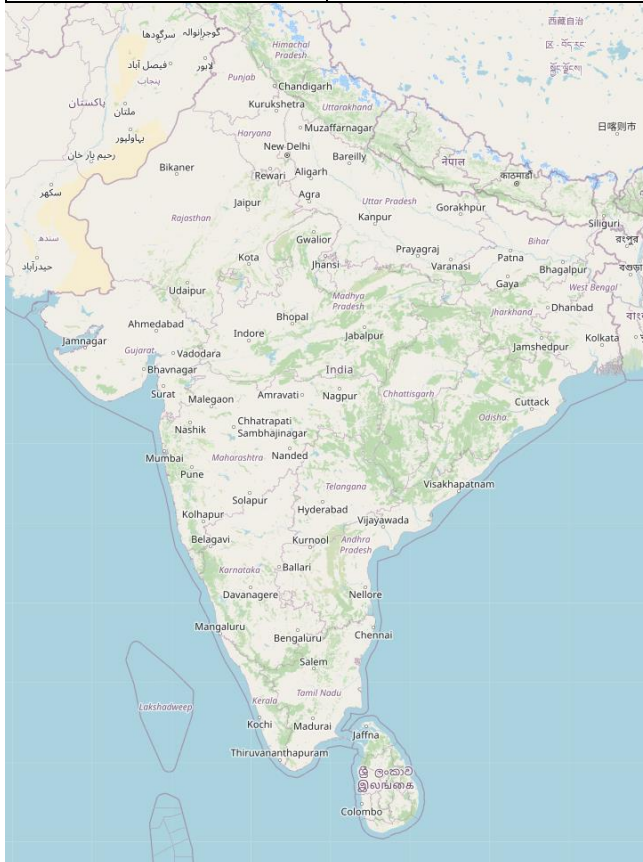 گوجرانوالہ
سرگودھا
Himachal
Pradesh
西藏自治
区 - བོད་རང་
སྐྱོང་ལྗོངས་
فیصل آباد
لاہور
پنجاب
Punjab
Chandigarh
پاکستان
Kurukshetra
Uttarakhand
ملتان
Haryana
Muzaffarnagar
日喀则市
بہاولپور
New Delhi
رحیم یار خان
Bikaner
Bareilly
नेपाल
Rewari
Aligarh
काठमाडौँ
سکھر
Jaipur
Agra
Uttar Pradesh
Gorakhpur
Rajasthan
Kanpur
Siliguri
سندھ
Gwalior
Bihar
রংপুর
Kota
Jhansi
Prayagraj
Patna
حیدرآباد
Varanasi
Bhagalpur
বগুড়া
Gaya
Udaipur
Madhya
Pradesh
West Bengal
Jharkhand
Dhanbad
Bhopal
Ahmedabad
Indore
Jabalpur
Kolkata
Jamnagar
Jamshedpur
Gujarat
Vadodara
Bhavnagar
India
Surat
Malegaon
Amravati
Nagpur
Chhattisgarh
Cuttack
Nashik
Chhatrapati
Sambhajinagar
Odisha
Mumbai
Maharashtra
Nanded
Pune
Telangana
Visakhapatnam
Solapur
Hyderabad
Kolhapur
Vijayawada
Belagavi
Kurnool
Andhra
Pradesh
Karnataka
Ballari
Davanagere
Nellore
Mangaluru
Bengaluru
Chennai
Salem
Lakshadweep
Kerala
Tamil Nadu
Kochi
Madurai
Jaffna
Thiruvananthapuram
ශ්‍රී ලංකාව
இலங்கை
Colombo